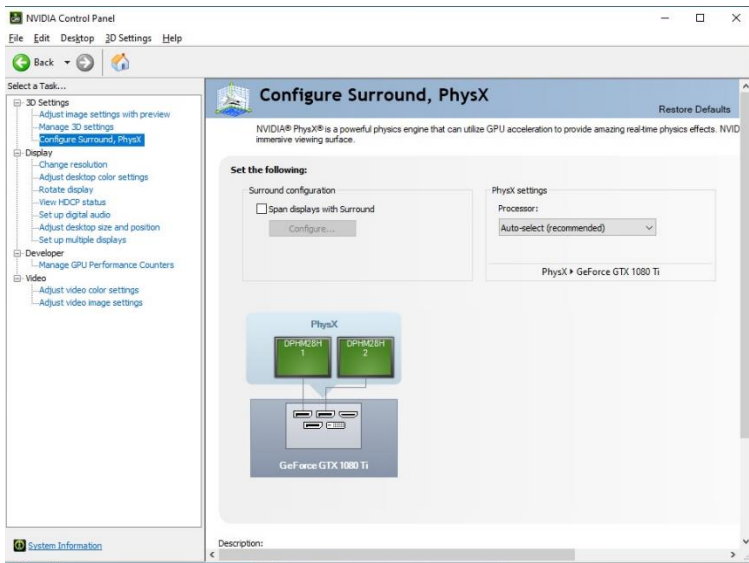 NVIDIA Control Panel
File Edit Desktop 3D Settings Help
Back
Select a Task...
3D Settings
Adjust image settings with preview
Manage 3D settings
Configure Surround, PhysX
Display
Change resolution
Adjust desktop color settings
Rotate display
View HDCP status
Set up digital audio
Adjust desktop size and position
Set up multiple displays
Developer
Manage GPU Performance Counters
Video
Adjust video color settings
Adjust video image settings
System Information
Configure Surround, PhysX
Restore Defaults
NVIDIA® PhysX® is a powerful physics engine that can utilize GPU acceleration to provide amazing real-time physics effects. NVID
immersive viewing surface.
Set the following:
Surround configuration
Span displays with Surround
Configure...
PhysX settings
Processor:
Auto-select (recommended)
PhysX ▸ GeForce GTX 1080 Ti
PhysX
DPHM28H
1
DPHM28H
2
GeForce GTX 1080 Ti
Description: